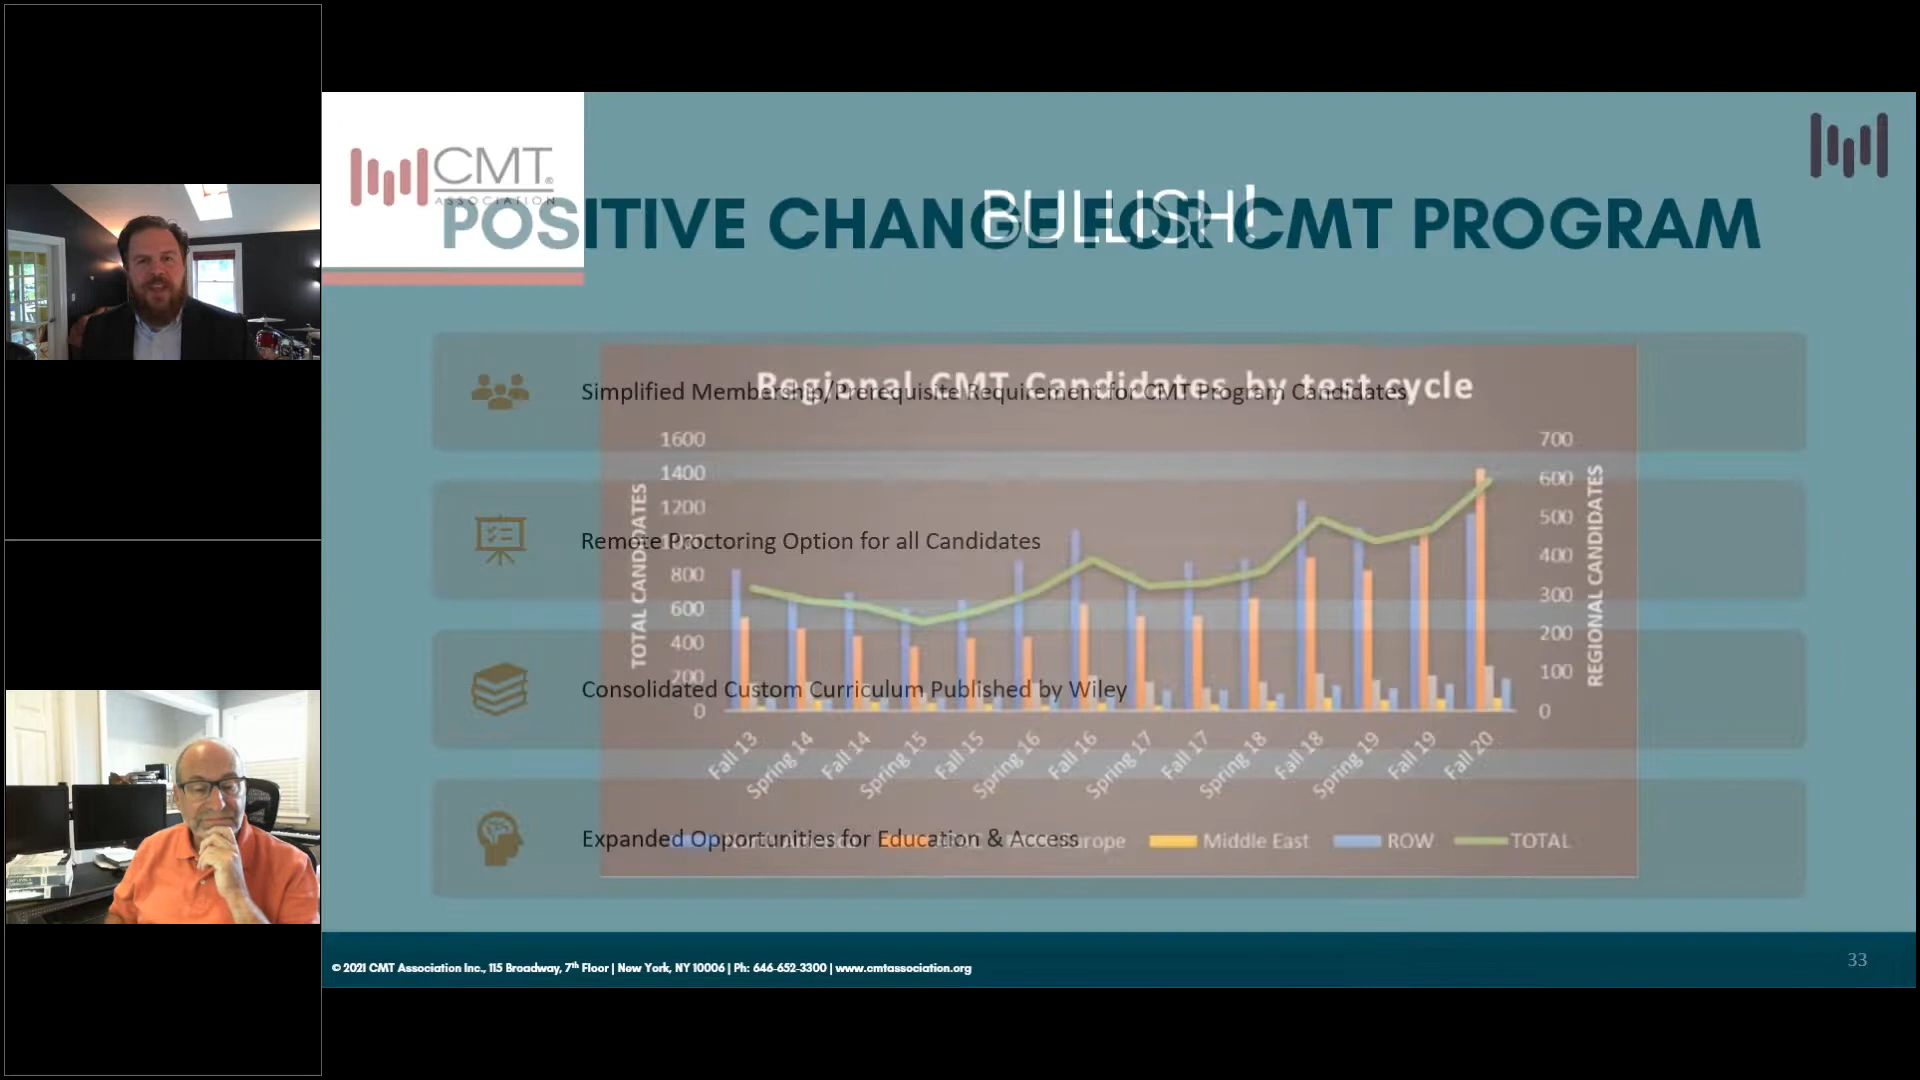 CMT®
ASSOCIATION
POSITIVE CHANGE FOR CMT PROGRAM
BULLISH!
Simplified Membership/Prerequisite Requirement for CMT Program Candidates
Regional CMT Candidates by test cycle
Remote Proctoring Option for all Candidates
Consolidated Custom Curriculum Published by Wiley
Expanded Opportunities for Education & Access
TOTAL CANDIDATES
1600
1400
1200
1000
800
600
400
200
0
700
600
500
400
300
200
100
0
REGIONAL CANDIDATES
Fall 13
Spring 14
Fall 14
Spring 15
Fall 15
Spring 16
Fall 16
Spring 17
Fall 17
Spring 18
Fall 18
Spring 19
Fall 19
Fall 20
Europe
Middle East
ROW
TOTAL
© 2021 CMT Association Inc., 115 Broadway, 7th Floor | New York, NY 10006 | Ph: 646-652-3300 | www.cmtassociation.org
33